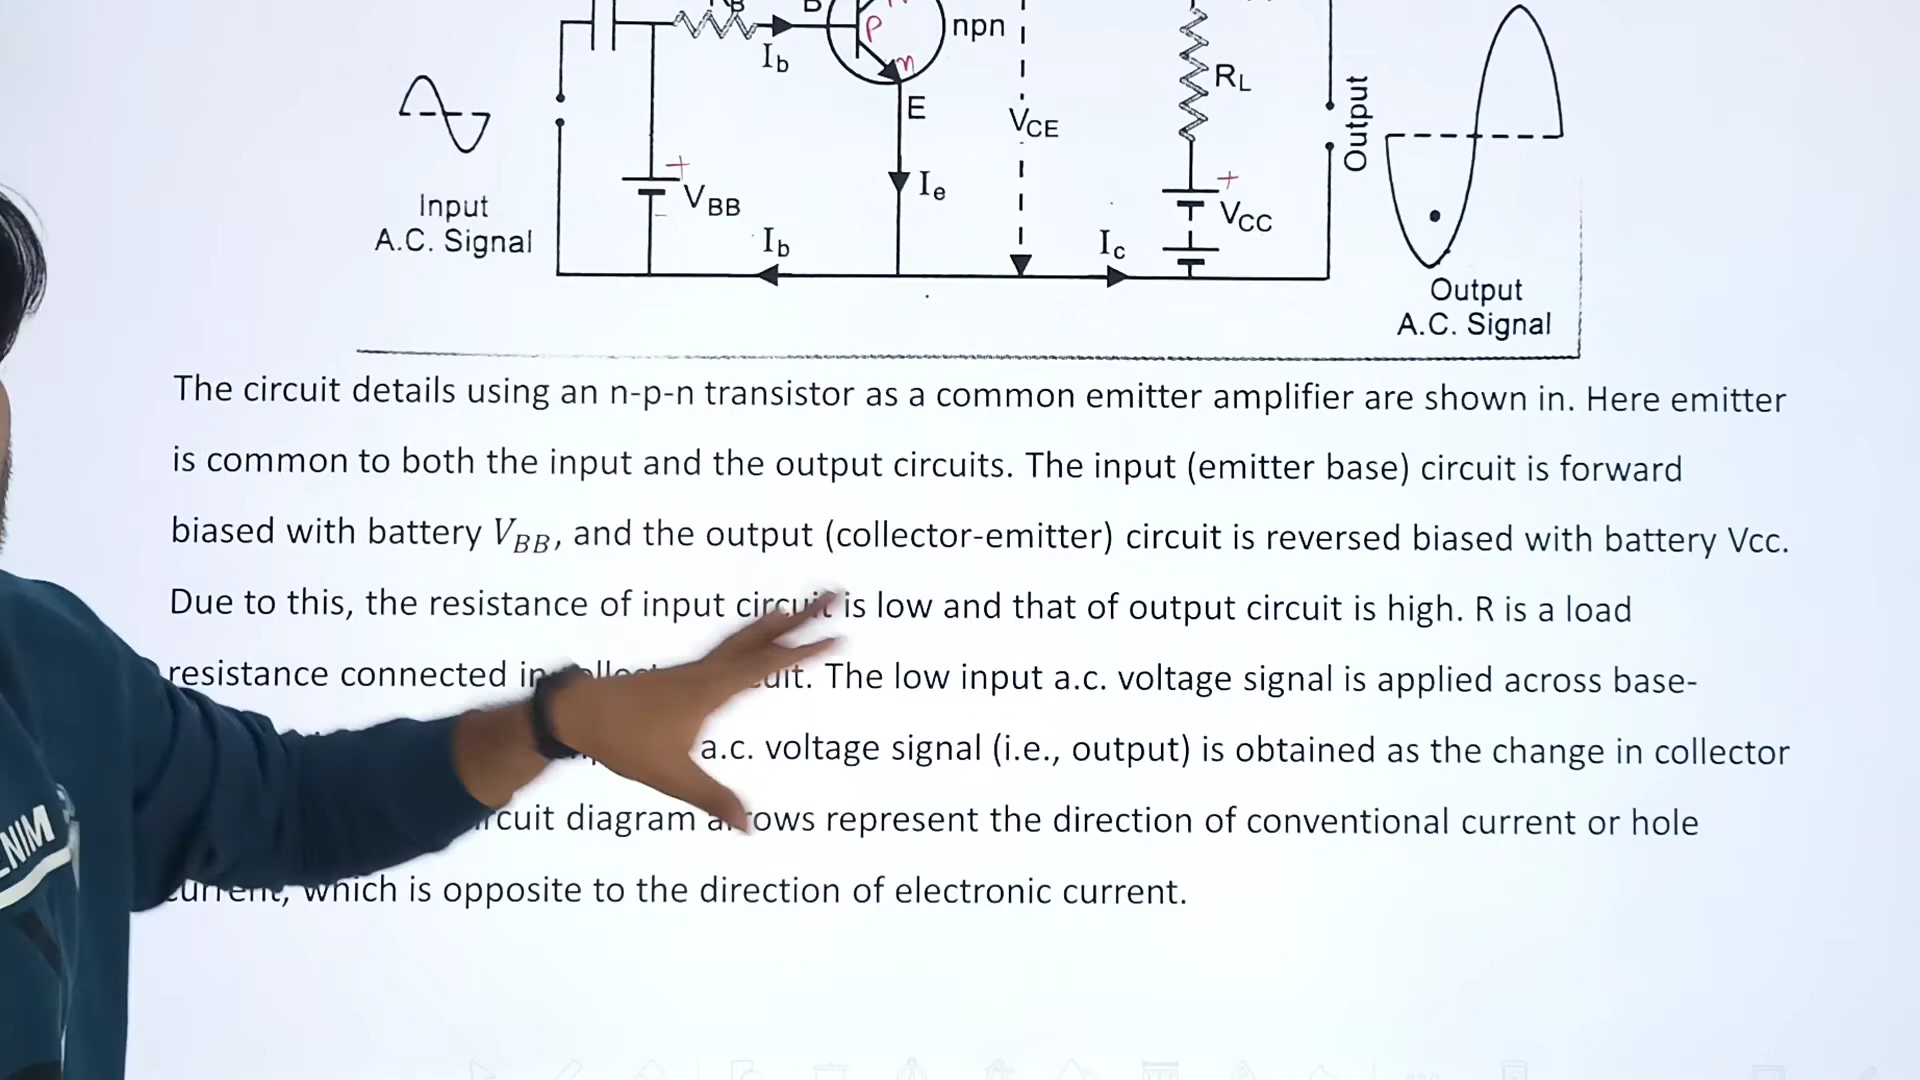 B
p
n
npn
Ib
RL
E
VCE
Output
Ie
VBB
VCC
Input
A.C. Signal
Ib
Ic
Output
A.C. Signal
The circuit details using an n-p-n transistor as a common emitter amplifier are shown in. Here emitter
is common to both the input and the output circuits. The input (emitter base) circuit is forward
biased with battery VBB, and the output (collector-emitter) circuit is reversed biased with battery Vcc.
Due to this, the resistance of input circuit is low and that of output circuit is high. R is a load
resistance connected in The low input a.c. voltage signal is applied across base-
a.c. voltage signal (i.e., output) is obtained as the change in collector
diagram arrows represent the direction of conventional current or hole
current, which is opposite to the direction of electronic current.